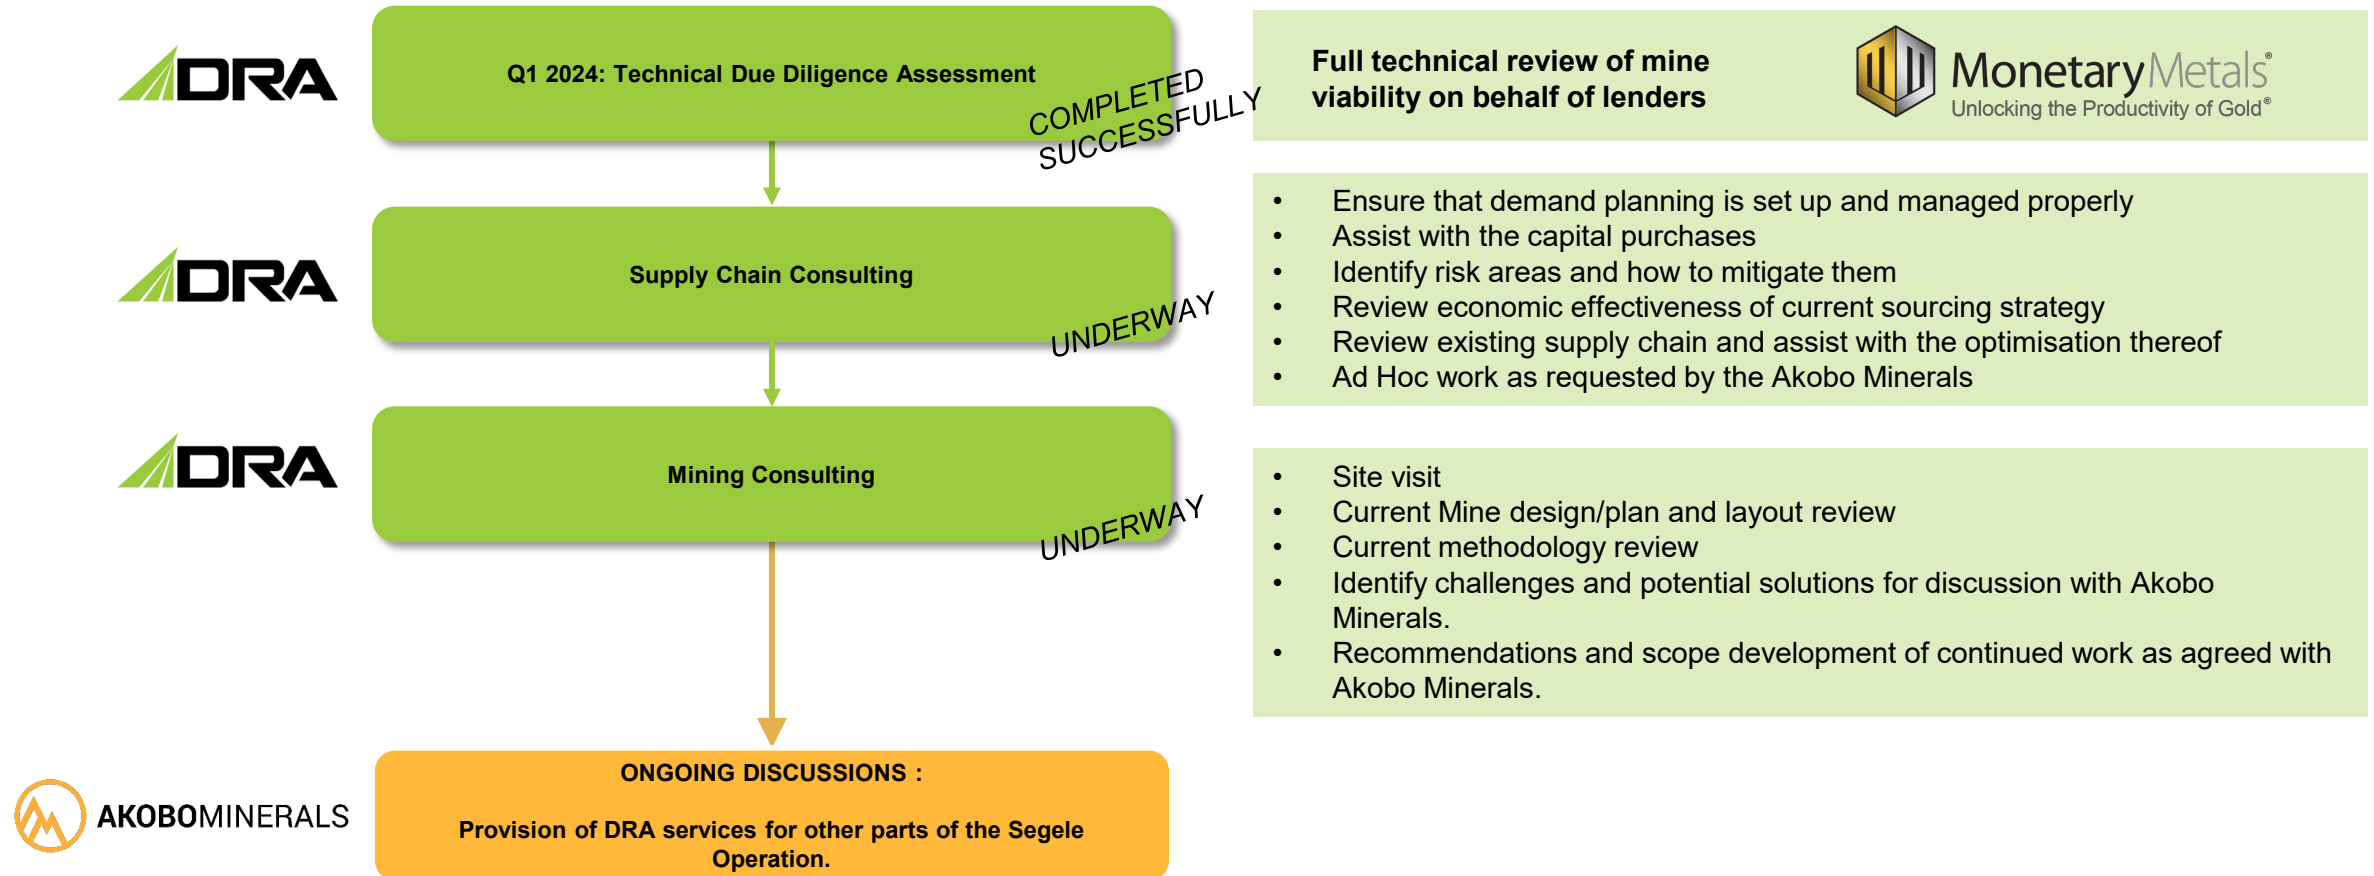 DRA
Q1 2024: Technical Due Diligence Assessment
COMPLETED
SUCCESSFULLY
Full technical review of mine
viability on behalf of lenders
MonetaryMetals®
Unlocking the Productivity of Gold®
DRA
Supply Chain Consulting
UNDERWAY
• Ensure that demand planning is set up and managed properly
• Assist with the capital purchases
• Identify risk areas and how to mitigate them
• Review economic effectiveness of current sourcing strategy
• Review existing supply chain and assist with the optimisation thereof
• Ad Hoc work as requested by the Akobo Minerals
DRA
Mining Consulting
UNDERWAY
• Site visit
• Current Mine design/plan and layout review
• Current methodology review
• Identify challenges and potential solutions for discussion with Akobo
Minerals.
• Recommendations and scope development of continued work as agreed with
Akobo Minerals.
AKOBOMINERALS
ONGOING DISCUSSIONS :
Provision of DRA services for other parts of the Segele
Operation.